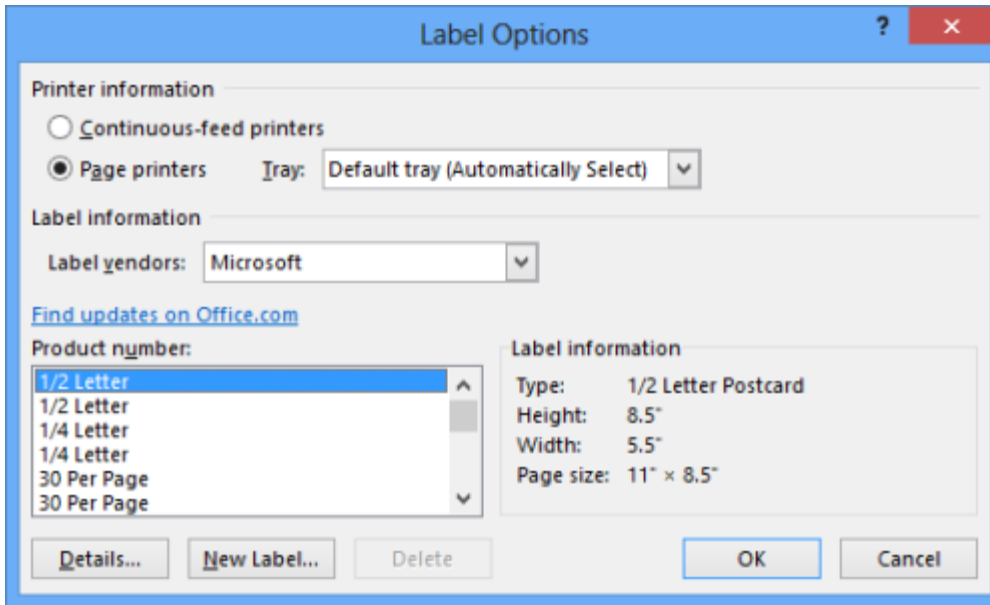 Label Options
?
Printer information
Continuous-feed printers
Page printers Tray: Default tray (Automatically Select)
Label information
Label vendors: Microsoft
Find updates on Office.com
Product number:
1/2 Letter
1/2 Letter
1/4 Letter
1/4 Letter
30 Per Page
30 Per Page
Label information
Type: 1/2 Letter Postcard
Height: 8.5"
Width: 5.5"
Page size: 11" × 8.5"
Details... New Label... Delete OK Cancel